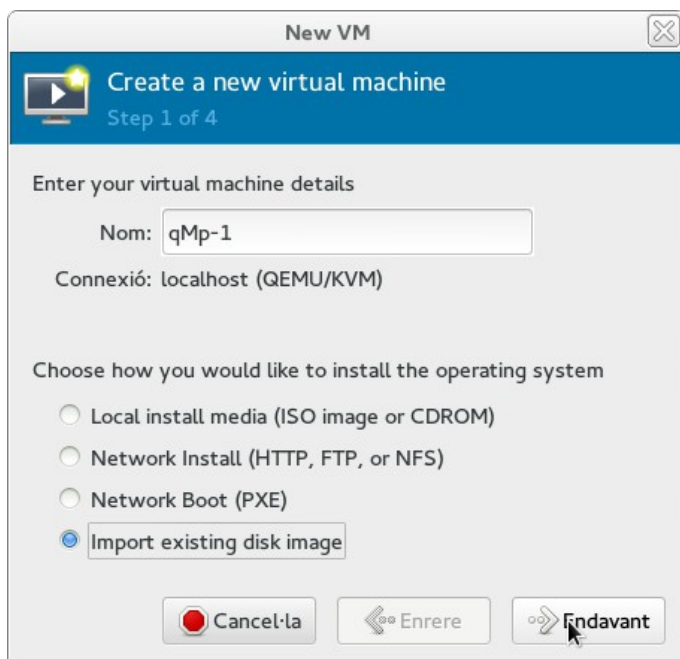 New VM
Create a new virtual machine
Step 1 of 4
Enter your virtual machine details
Nom: qMp-1
Connexió: localhost (QEMU/KVM)
Choose how you would like to install the operating system
Local install media (ISO image or CDROM)
Network Install (HTTP, FTP, or NFS)
Network Boot (PXE)
Import existing disk image
Cancel·la Enrere Endavant